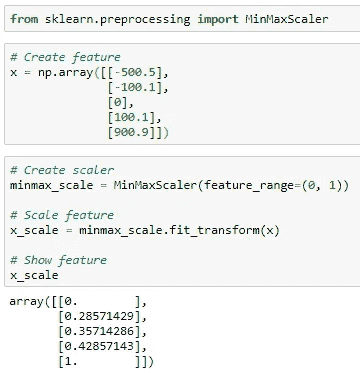 from sklearn.preprocessing import MinMaxScaler
# Create feature
x = np.array([[-500.5],
[-100.1],
[0],
[100.1],
[900.9]])
# Create scaler
minmax_scale = MinMaxScaler(feature_range=(0, 1))
# Scale feature
x_scale = minmax_scale.fit_transform(x)
# Show feature
x_scale
array([[0.        ],
[0.28571429],
[0.35714286],
[0.42857143],
[1.        ]])